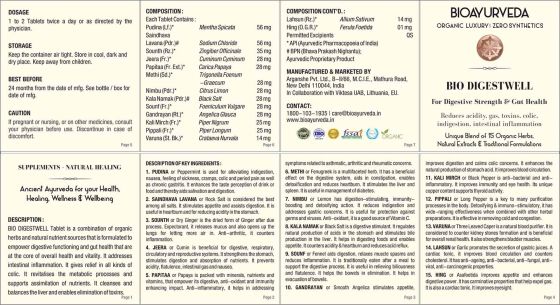 DOSAGE
1 to 2 Tablets twice a day or as directed by the
physician.
STORAGE
Keep the container air tight. Store in cool, dark and
dry place. Keep away from children.
BEST BEFORE
24 months from the date of mfg. See bottle / box for
date of mfg.
CAUTION
If pregnant or nursing, or on other medicines, consult
your physician before use. Discontinue in case of
discomfort.
Page 5
COMPOSITION :
Each Tablet Contains :
Pudina (Lf.)* Mentha Spicata 56 mg
Saindhava
Lavana (Pdr.)# Sodium Chloride 56 mg
Sounth (Rz.)* Zingiber Officinale 35 mg
Jeera (Fr.)* Cuminum Cyminum 28 mg
Papitaa (Fr. Ext.)* Carica Papaya 28 mg
Methi (Sd.)* Trigonella Foenum
– Graecum 28 mg
Nimbu (Pdr.)* Citrus Limon 28 mg
Kala Namak (Pdr.)# Black Salt 28 mg
Sounf (Fr.)* Foeniculum Vulgare 28 mg
Gandrayan (Rt.)* Angelica Glauca 28 mg
Kali Mirch (Fr.)* Piper Nigrum 25 mg
Pippali (Fr.)* Piper Longum 25 mg
Varuna (St. Bk.)* Crataeva Nurvala 14 mg
Page 6
COMPOSITION CONT'D. :
Lahsun (Rz.)* Allium Sativum 14 mg
Hing (O.G.R.)* Ferula Foetida 01 mg
Permitted Excipients QS
* API (Ayurvedic Pharmacopoeia of India)
# BPN (Bhava Prakash Nighantu);
Ayurvedic Proprietary Product
MANUFACTURED & MARKETED BY
Arganshe Pvt. Ltd., B-II/66, M.C.I.E., Mathura Road,
New Delhi 110044, India
In Collaboration with Viktea UAB, Lithuania, EU.
CONTACT:
1800-103-1935 | care@bioayurveda.in
www.bioayurveda.in
fssai
ORGANIC
Page 7
BIOAYURVEDA
ORGANIC LUXURY: ZERO SYNTHETICS
BIO DIGESTWELL
For Digestive Strength & Gut Health
Reduces acidity, gas, toxins, colic,
indigestion, intestinal inflammation
Unique Blend of 15 Organic Herbs,
Natural Extracts & Traditional Formulations
SUPPLEMENTS - NATURAL HEALING
Ancient Ayurveda for your Health,
Healing, Wellness & Wellbeing
DESCRIPTION :
BIO DIGESTWELL Tablet is a combination of organic
herbs and natural nutrient sources that is formulated to
empower digestive functioning and gut health that are
at the core of overall health and vitality. It addresses
intestinal inflammation. It gives relief in all kinds of
colic. It revitalises the metabolic processes and
supports assimilation of nutrients. It cleanses and
balances the liver and enables elimination of toxins.
Page 1
DESCRIPTION OF KEY INGREDIENTS :
1. PUDINA or Peppermint is used for alleviating indigestion,
nausea, feeling of sickness, cramps, colic and period pain as well
as chronic gastritis. It enhances the taste perception of drink or
food and thereby aids salivation and digestion.
2. SAINDHAVA LAVANA or Rock Salt is considered the best
among all salts. It stimulates appetite and assists digestion. It is
useful in heartburn and for reducing acidity in the stomach.
3. SOUNTH or Dry Ginger is the dried form of Ginger after due
process. Expectorant, it relieves mucus and also opens up the
lungs for letting more air in. Anti-arthritic, it counters
inflammation.
4. JEERA or Cumin is beneficial for digestive, respiratory,
circulatory and reproductive systems. It strengthens the stomach,
stimulates digestion and absorption of nutrients. It prevents
acidity, flatulence, intestinal gas and nausea.
5. PAPITAA or Papaya is packed with minerals, nutrients and
vitamins, that empower the digestive, anti-oxidant and immunity
enhancing impact. Anti-inflammatory, it helps in addressing
Page 2
symptoms related to asthmatic, arthritic and rheumatic concerns.
6. METHI or Fenugreek is a multifaceted herb. It has a beneficial
effect on the digestive system, aids in constipation, enables
detoxification and reduces heartburn. It stimulates the liver and
spleen. It is useful in management of diabetes.
7. NIMBU or Lemon has digestion-stimulating, immunity-
boosting and detoxifying action. It reduces indigestion and
addresses gastric concerns. It is useful for protection against
germs and viruses. Anti-oxidant, it is a good source of Vitamin C.
8. KALA NAMAK or Black Salt is a digestive stimulant. It regulates
natural production of acids in the stomach and stimulates bile
production in the liver. It helps in digesting foods and enables
appetite. It counters acidity & heartburn and reduces acid reflux.
9. SOUNF or Fennel aids digestion, relaxes muscle spasms and
reduces inflammation. It is traditionally eaten after a meal to
support the digestive process. It is useful in relieving biliousness
and flatulence. It helps the bowels in elimination. It helps in
evacuation of bowels.
10. GANDRAYAN or Smooth Angelica stimulates appetite,
Page 3
improves digestion and calms colic concerns. It enhances the
natural production of stomach acid. It improves blood circulation.
11. KALI MIRCH or Black Pepper is anti-bacterial and anti-
inflammatory. It improves immunity and eye health. Its unique
copper content supports thyroid activity.
12. PIPPALI or Long Pepper is a key to many purification
processes in the body. Detoxifying & immuno-stimulatory, it has
wide-ranging effectiveness when combined with other herbal
preparations. It is effective in removing cold and congestion.
13. VARUNA or Three Leaved Caper is a natural blood purifier. It is
considered to counter kidney stone formation and is beneficial
for overall renal health. It also strengthens bladder muscles.
14. LAHSUN or Garlic promotes the secretion of gastric juices. A
cardiac tonic, it improves blood circulation and counters
cholesterol. It has anti-ageing, anti-bacterial, anti-fungal, anti-
viral, anti-carcinogenic properties.
15. HING or Asafoetida improves appetite and enhances
digestive power. It has carminative properties that help expel gas.
It is also a cardiac tonic, it improves eyesight.